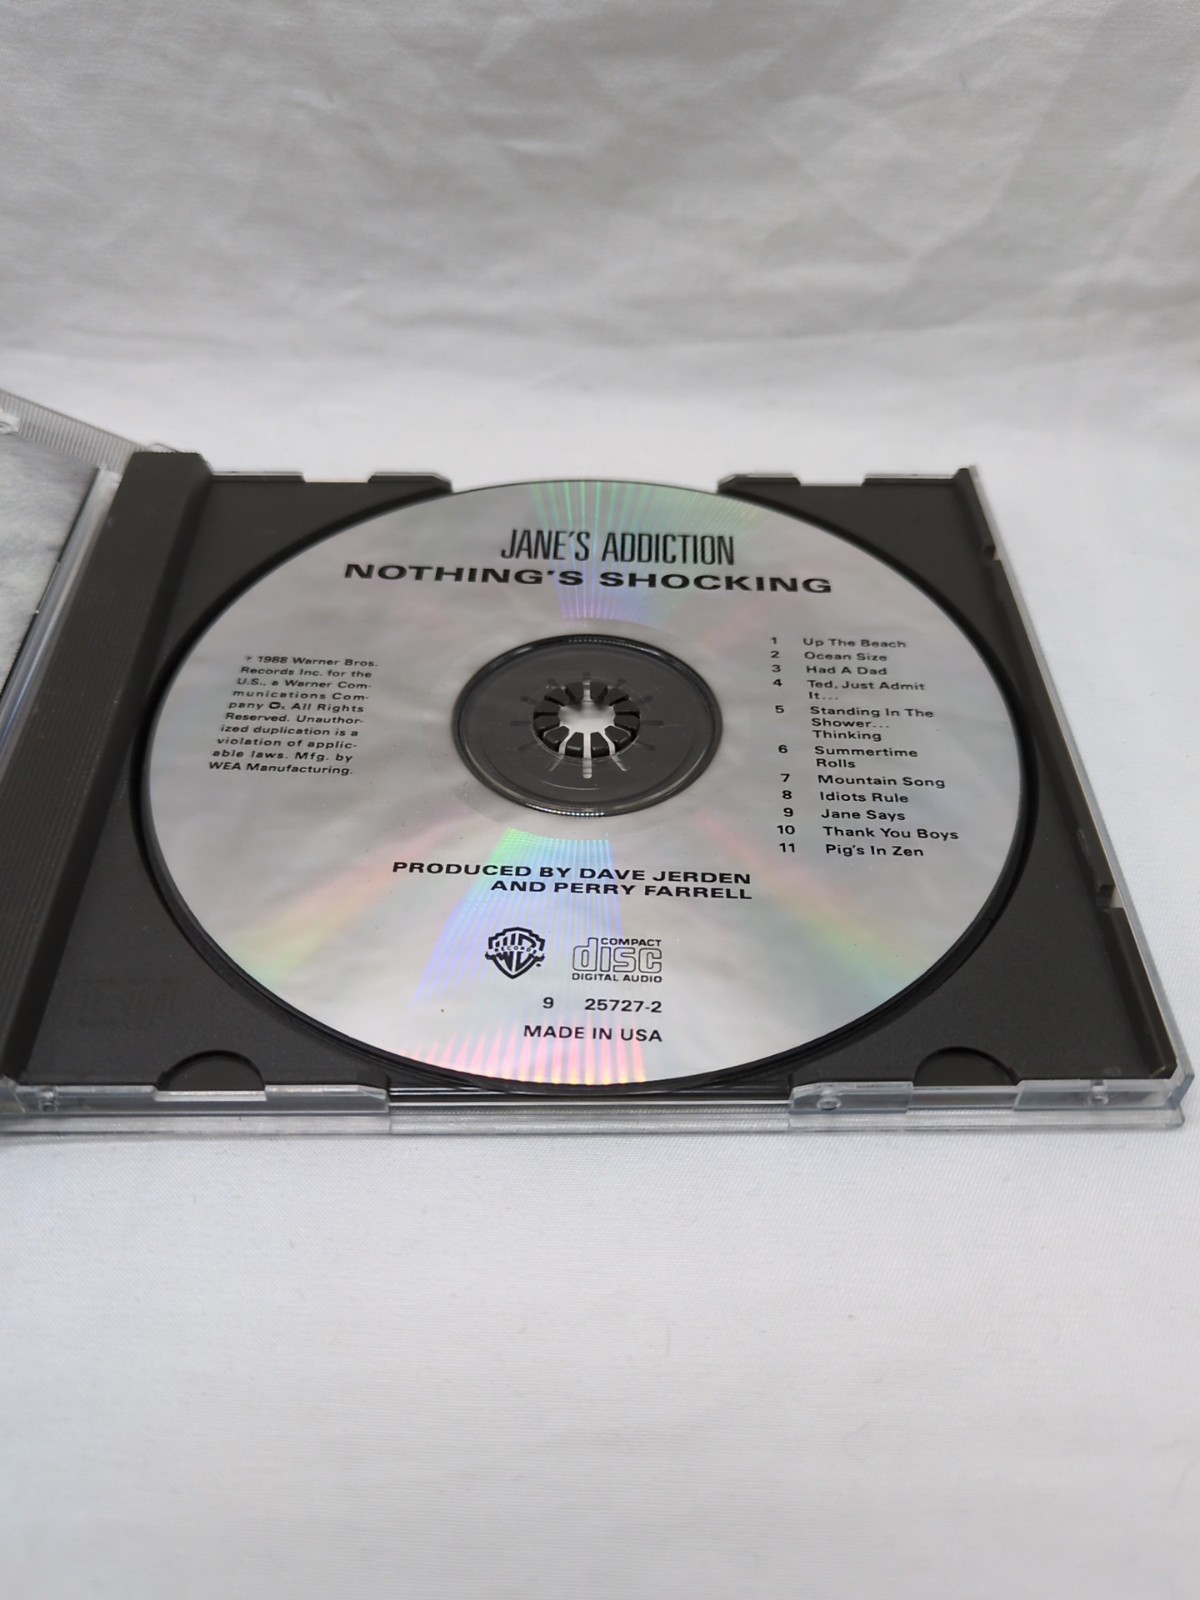 JANE'S ADDICTION
NOTHING'S SHOCKING
℗ 1988 Warner Bros.
Records Inc. for the
U.S., a Warner Com-
munications Com-
pany. All Rights
Reserved. Unauthor-
ized duplication is a
violation of applic-
able laws. Mfg. by
WEA Manufacturing.
1 Up The Beach
2 Ocean Size
3 Had A Dad
4 Ted, Just Admit
It...
5 Standing In The
Shower...
Thinking
6 Summertime
Rolls
7 Mountain Song
8 Idiots Rule
9 Jane Says
10 Thank You Boys
11 Pig's In Zen
PRODUCED BY DAVE JERDEN
AND PERRY FARRELL
RECORDS
COMPACT
disc
DIGITAL AUDIO
9 25727-2
MADE IN USA